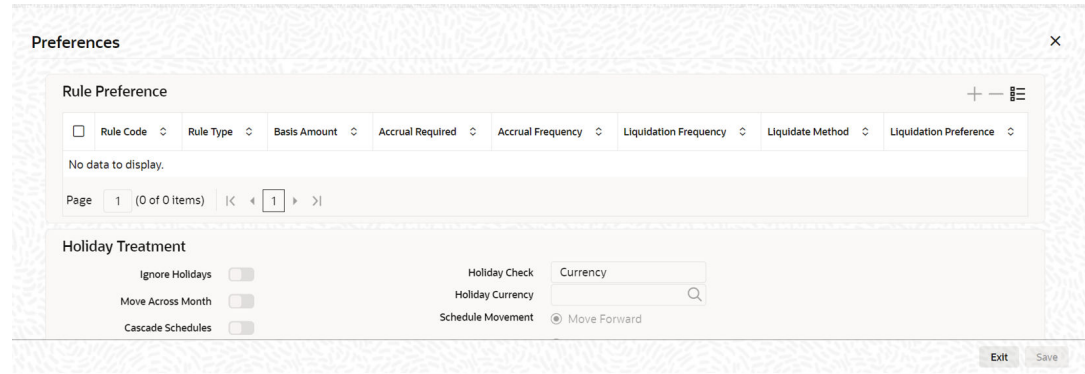 Preferences
Rule Preference
Rule Code Rule Type Basis Amount Accrual Required Accrual Frequency Liquidation Frequency Liquidate Method Liquidation Preference
No data to display.
Page 1 (0 of 0 items) 1
Holiday Treatment
Ignore Holidays
Move Across Month
Cascade Schedules
Holiday Check Currency
Holiday Currency
Schedule Movement Move Forward
Exit Save